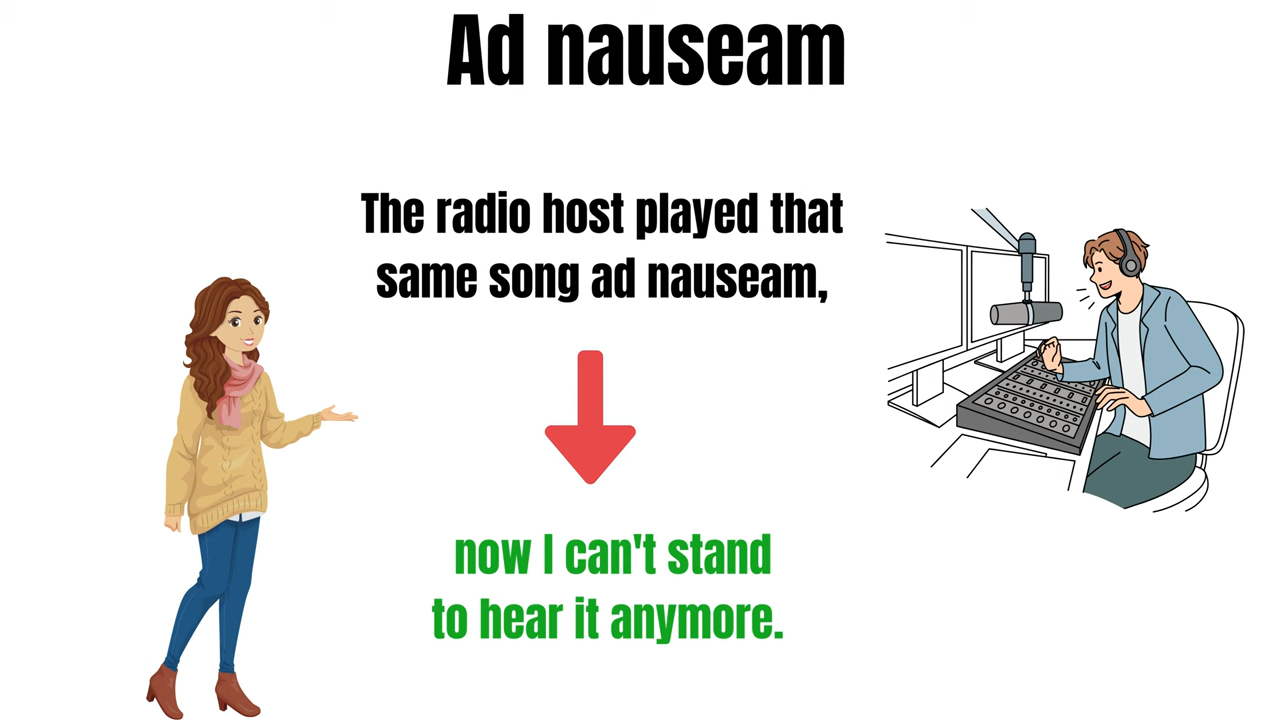 Ad nauseam
The radio host played that
same song ad nauseam,
now I can't stand
to hear it anymore.